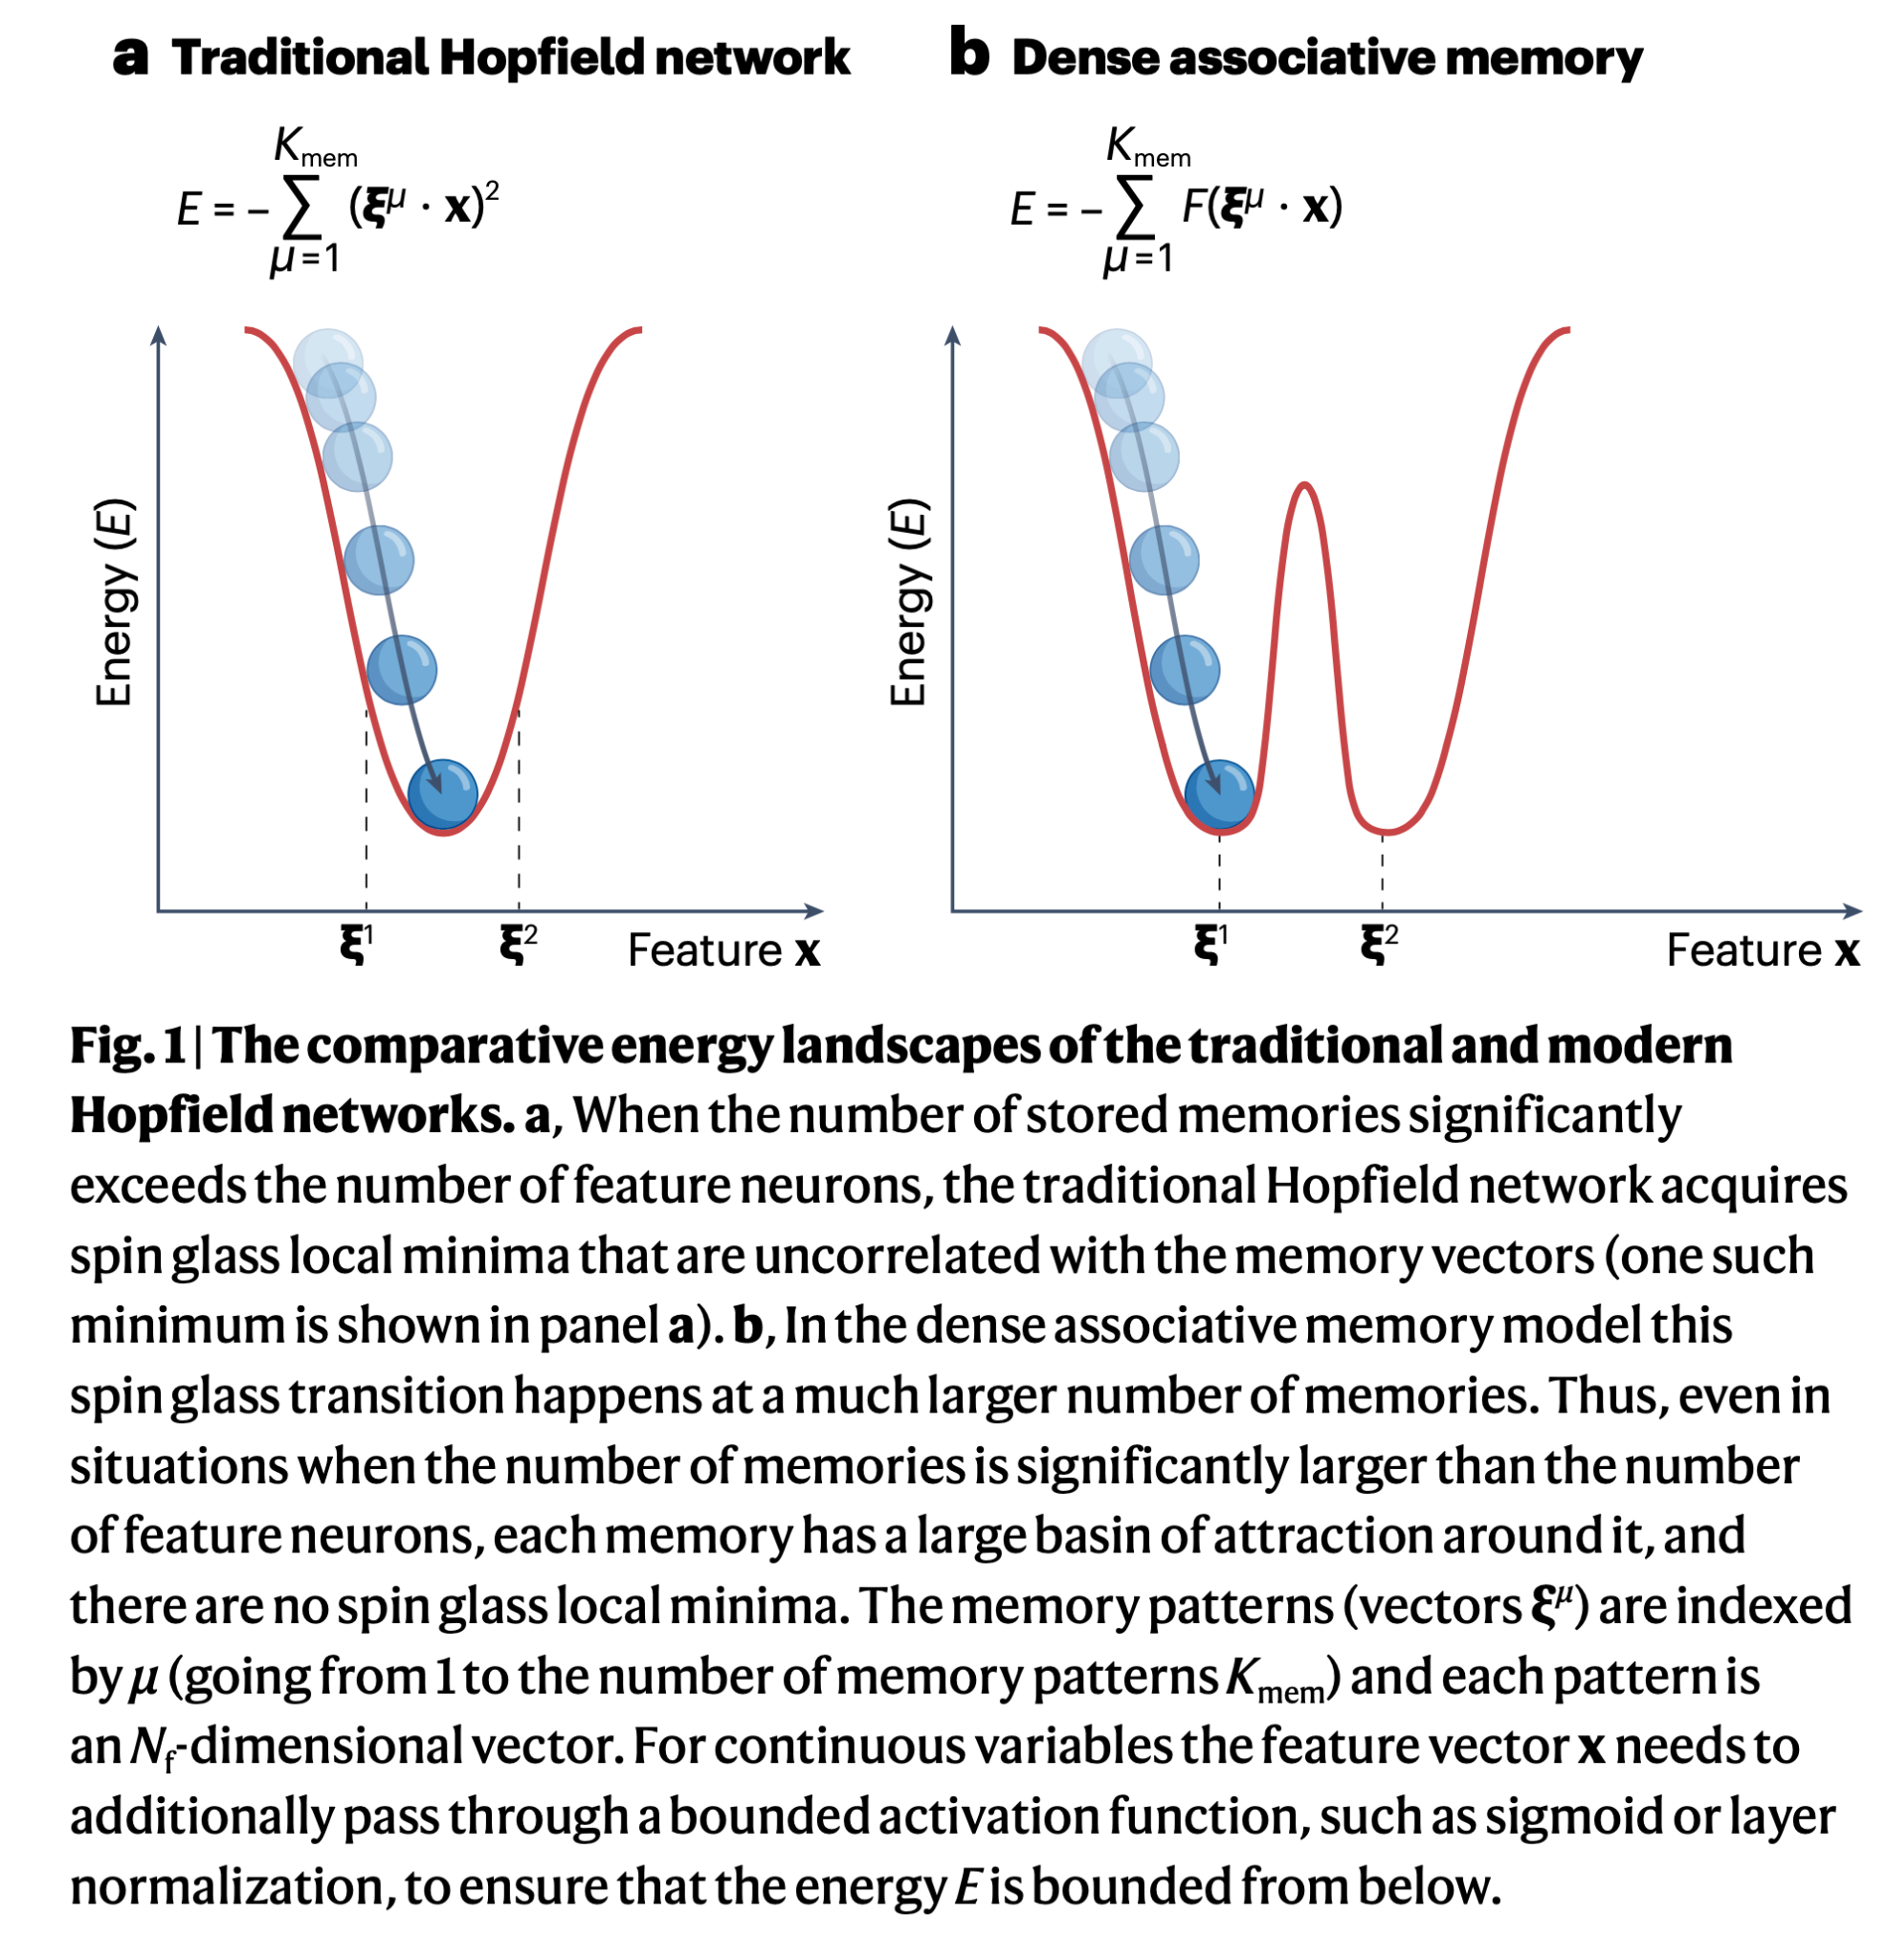 a Traditional Hopfield network
E = – ∑ (ξ^μ · x)²
K_mem
μ=1
Energy (E)
ξ¹
ξ²
Feature x
b Dense associative memory
E = – ∑ F(ξ^μ · x)
K_mem
μ=1
Energy (E)
ξ¹
ξ²
Feature x
Fig. 1 | The comparative energy landscapes of the traditional and modern
Hopfield networks. a, When the number of stored memories significantly
exceeds the number of feature neurons, the traditional Hopfield network acquires
spin glass local minima that are uncorrelated with the memory vectors (one such
minimum is shown in panel a). b, In the dense associative memory model this
spin glass transition happens at a much larger number of memories. Thus, even in
situations when the number of memories is significantly larger than the number
of feature neurons, each memory has a large basin of attraction around it, and
there are no spin glass local minima. The memory patterns (vectors ξ^μ) are indexed
by μ (going from 1 to the number of memory patterns K_mem) and each pattern is
an N_f-dimensional vector. For continuous variables the feature vector x needs to
additionally pass through a bounded activation function, such as sigmoid or layer
normalization, to ensure that the energy E is bounded from below.